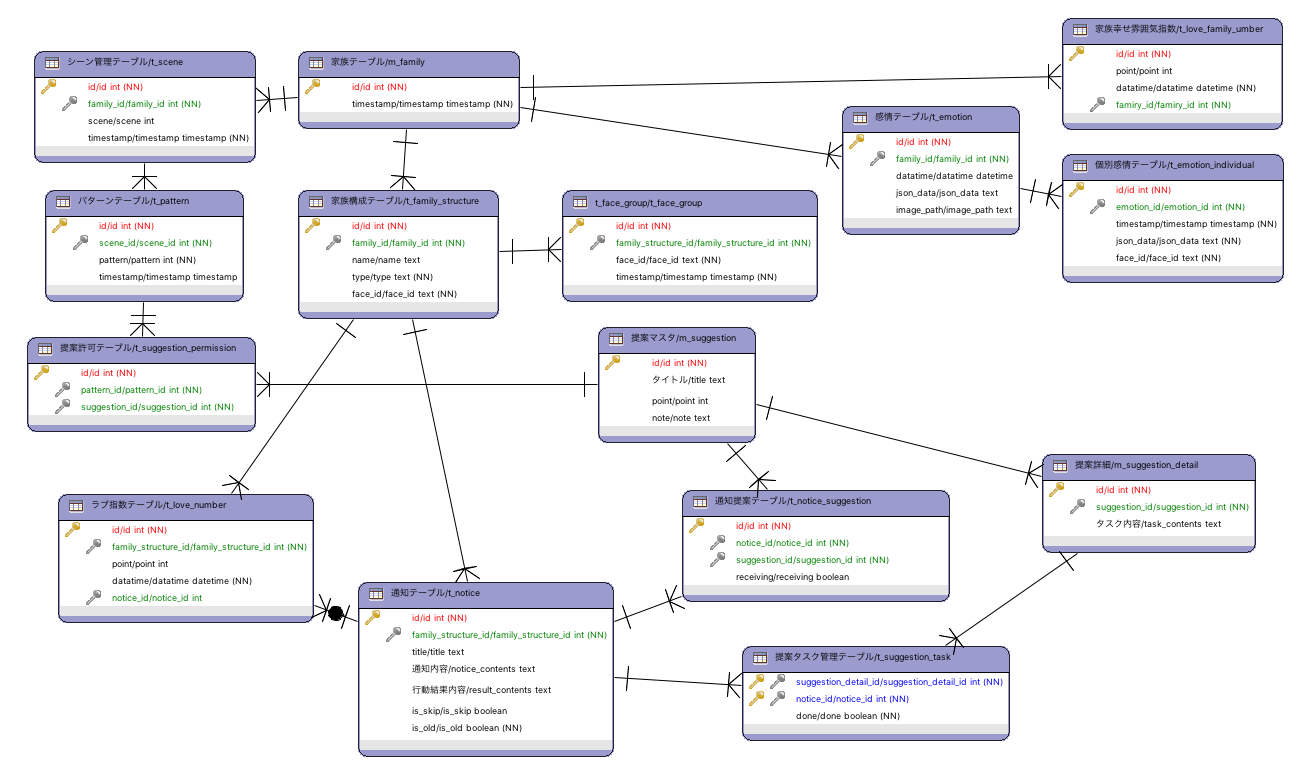 シーン管理テーブル/t_scene
id/id int (NN)
family_id/family_id int (NN)
scene/scene int
timestamp/timestamp timestamp (NN)
家族テーブル/m_family
id/id int (NN)
timestamp/timestamp timestamp (NN)
家族幸せ雰囲気指数/t_love_family_umber
id/id int (NN)
point/point int
datatime/datatime datetime (NN)
famiry_id/famiry_id int (NN)
感情テーブル/t_emotion
id/id int (NN)
family_id/family_id int (NN)
datatime/datatime datetime
json_data/json_data text
image_path/image_path text
個別感情テーブル/t_emotion_individual
id/id int (NN)
emotion_id/emotion_id int (NN)
timestamp/timestamp timestamp (NN)
json_data/json_data text (NN)
face_id/face_id text (NN)
パターンテーブル/t_pattern
id/id int (NN)
scene_id/scene_id int (NN)
pattern/pattern int (NN)
timestamp/timestamp timestamp
家族構成テーブル/t_family_structure
id/id int (NN)
family_id/family_id int (NN)
name/name text
type/type text (NN)
face_id/face_id text (NN)
t_face_group/t_face_group
id/id int (NN)
family_structure_id/family_structure_id int (NN)
face_id/face_id text (NN)
timestamp/timestamp timestamp (NN)
提案許可テーブル/t_suggestion_permission
id/id int (NN)
pattern_id/pattern_id int (NN)
suggestion_id/suggestion_id int (NN)
提案マスタ/m_suggestion
id/id int (NN)
タイトル/title text
point/point int
note/note text
提案詳細/m_suggestion_detail
id/id int (NN)
suggestion_id/suggestion_id int (NN)
タスク内容/task_contents text
ラブ指数テーブル/t_love_number
id/id int (NN)
family_structure_id/family_structure_id int (NN)
point/point int
datatime/datatime datetime (NN)
notice_id/notice_id int
通知提案テーブル/t_notice_suggestion
id/id int (NN)
notice_id/notice_id int (NN)
suggestion_id/suggestion_id int (NN)
receiving/receiving boolean
通知テーブル/t_notice
id/id int (NN)
family_structure_id/family_structure_id int (NN)
title/title text
通知内容/notice_contents text
行動結果内容/result_contents text
is_skip/is_skip boolean
is_old/is_old boolean (NN)
提案タスク管理テーブル/t_suggestion_task
suggestion_detail_id/suggestion_detail_id int (NN)
notice_id/notice_id int (NN)
done/done boolean (NN)